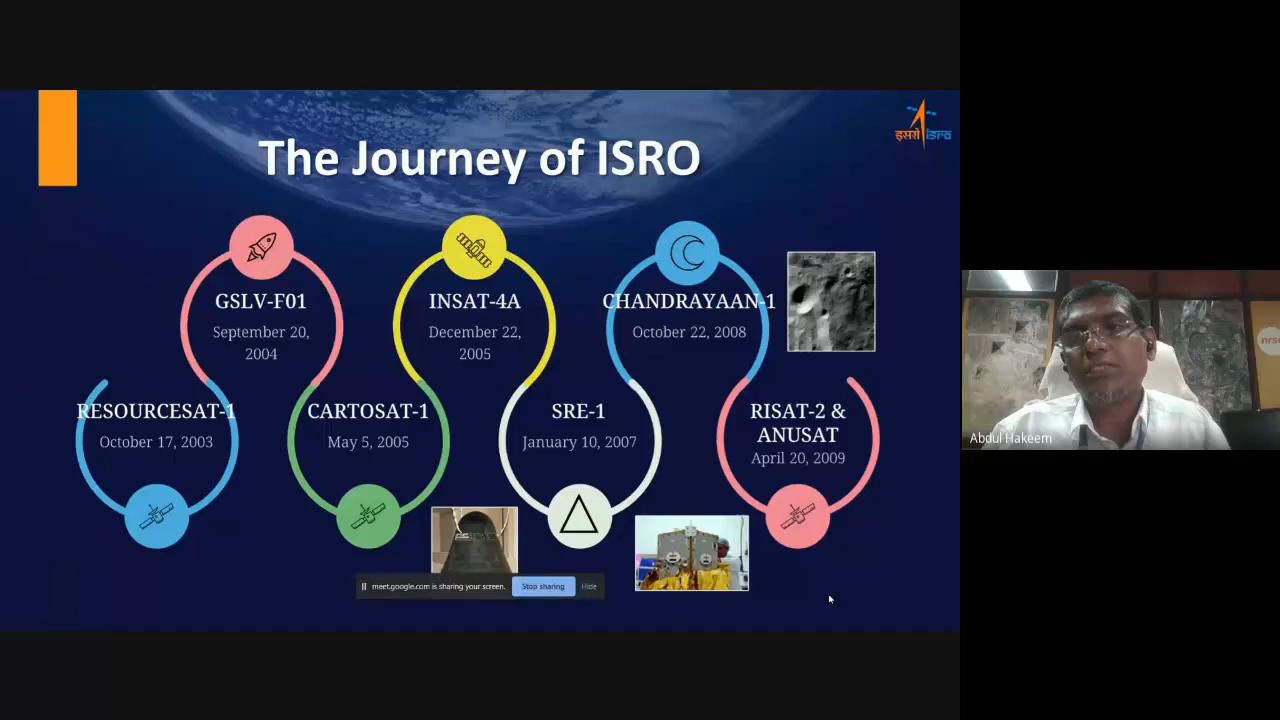 The Journey of ISRO
इसरो isro
GSLV-F01
September 20,
2004
INSAT-4A
December 22,
2005
CHANDRAYAAN-1
October 22, 2008
RESOURCESAT-1
October 17, 2003
CARTOSAT-1
May 5, 2005
SRE-1
January 10, 2007
RISAT-2 &
ANUSAT
April 20, 2009
meet.google.com is sharing your screen.
Stop sharing
Hide
nrsc
Abdul Hakeem